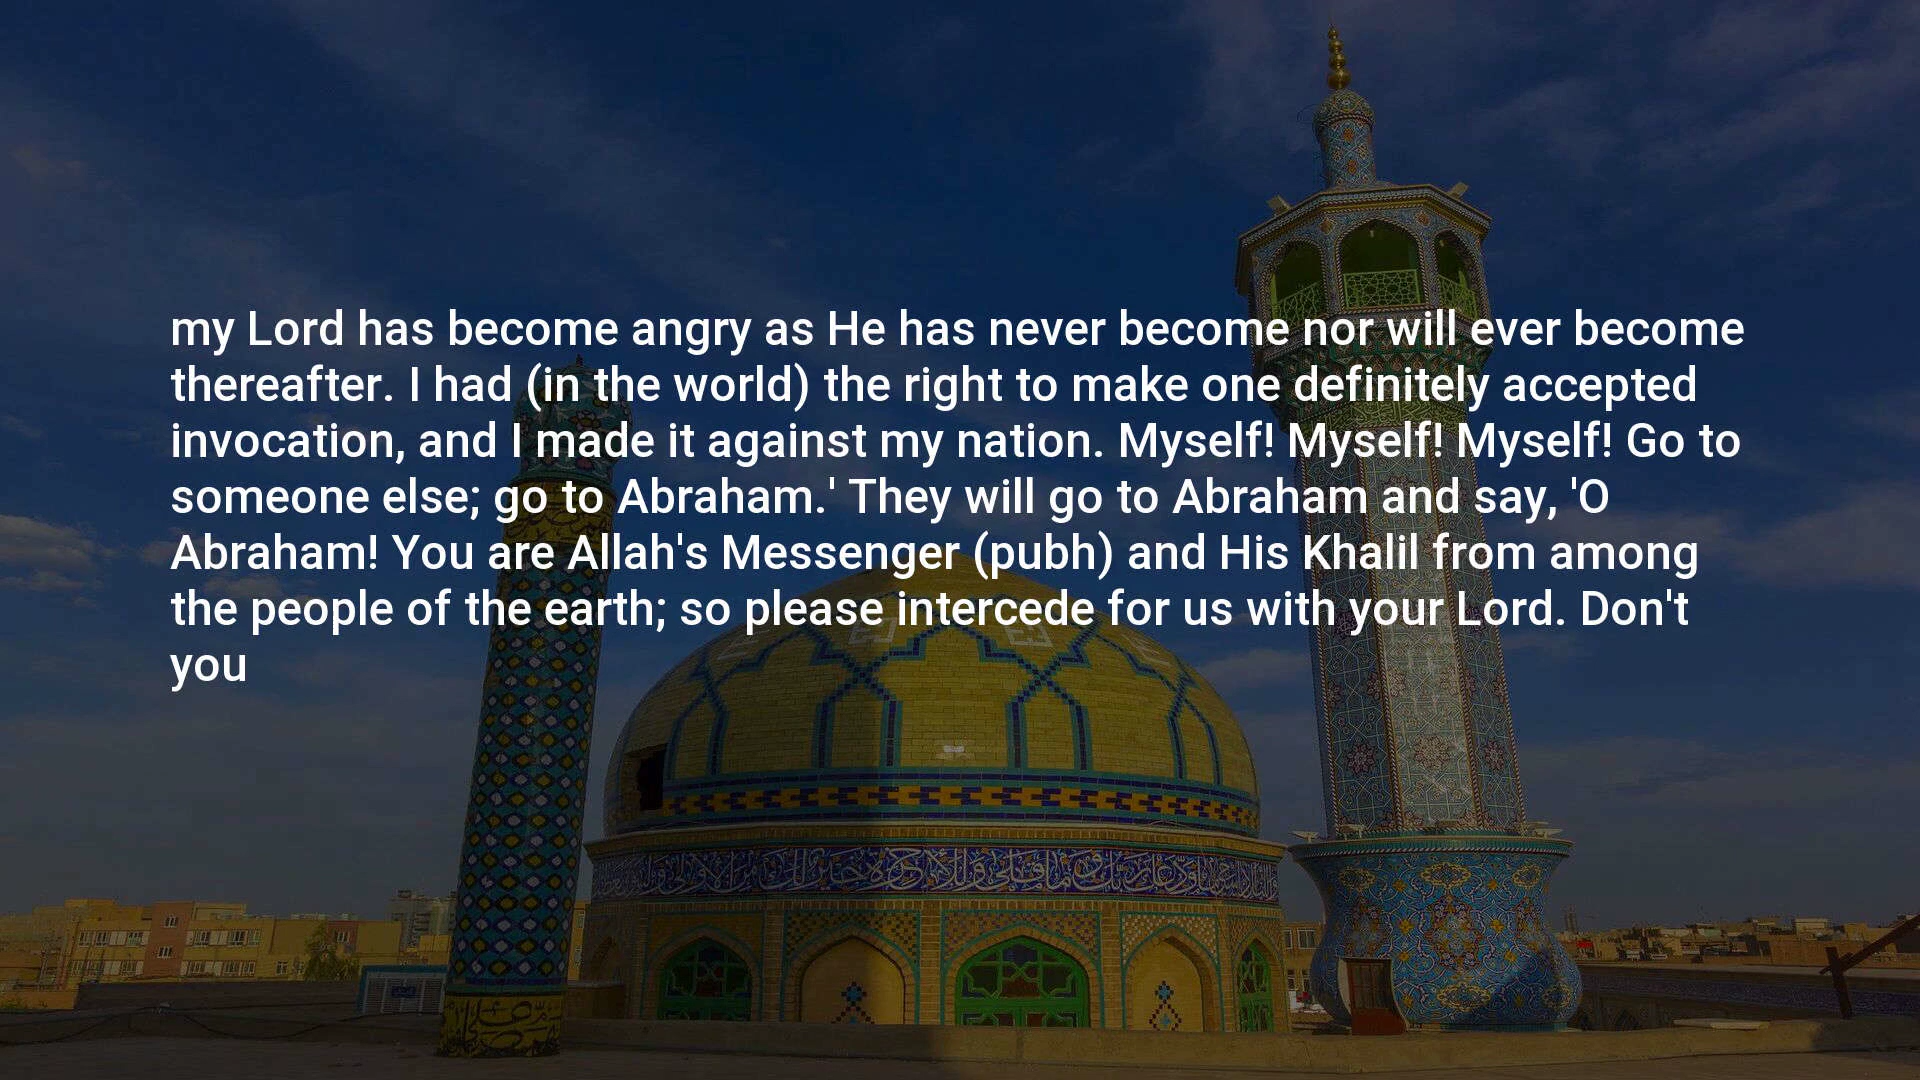 my Lord has become angry as He has never become nor will ever become
thereafter. I had (in the world) the right to make one definitely accepted
invocation, and I made it against my nation. Myself! Myself! Myself! Go to
someone else; go to Abraham.' They will go to Abraham and say, 'O
Abraham! You are Allah's Messenger (pubh) and His Khalil from among
the people of the earth; so please intercede for us with your Lord. Don't
you